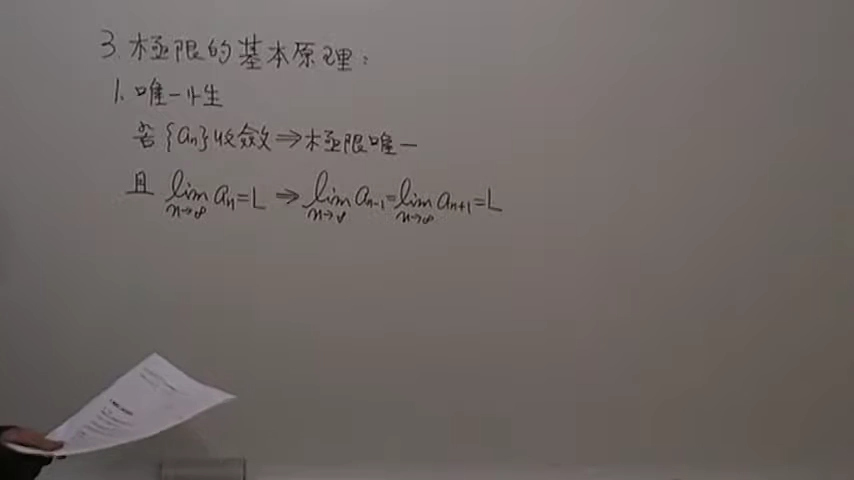 3. 極限的基本原理:
1. 唯一性
若{an}收斂⇒極限唯一
且 lim n→∞ an=L ⇒ lim n→∞ an-1=lim n→∞ an+1=L